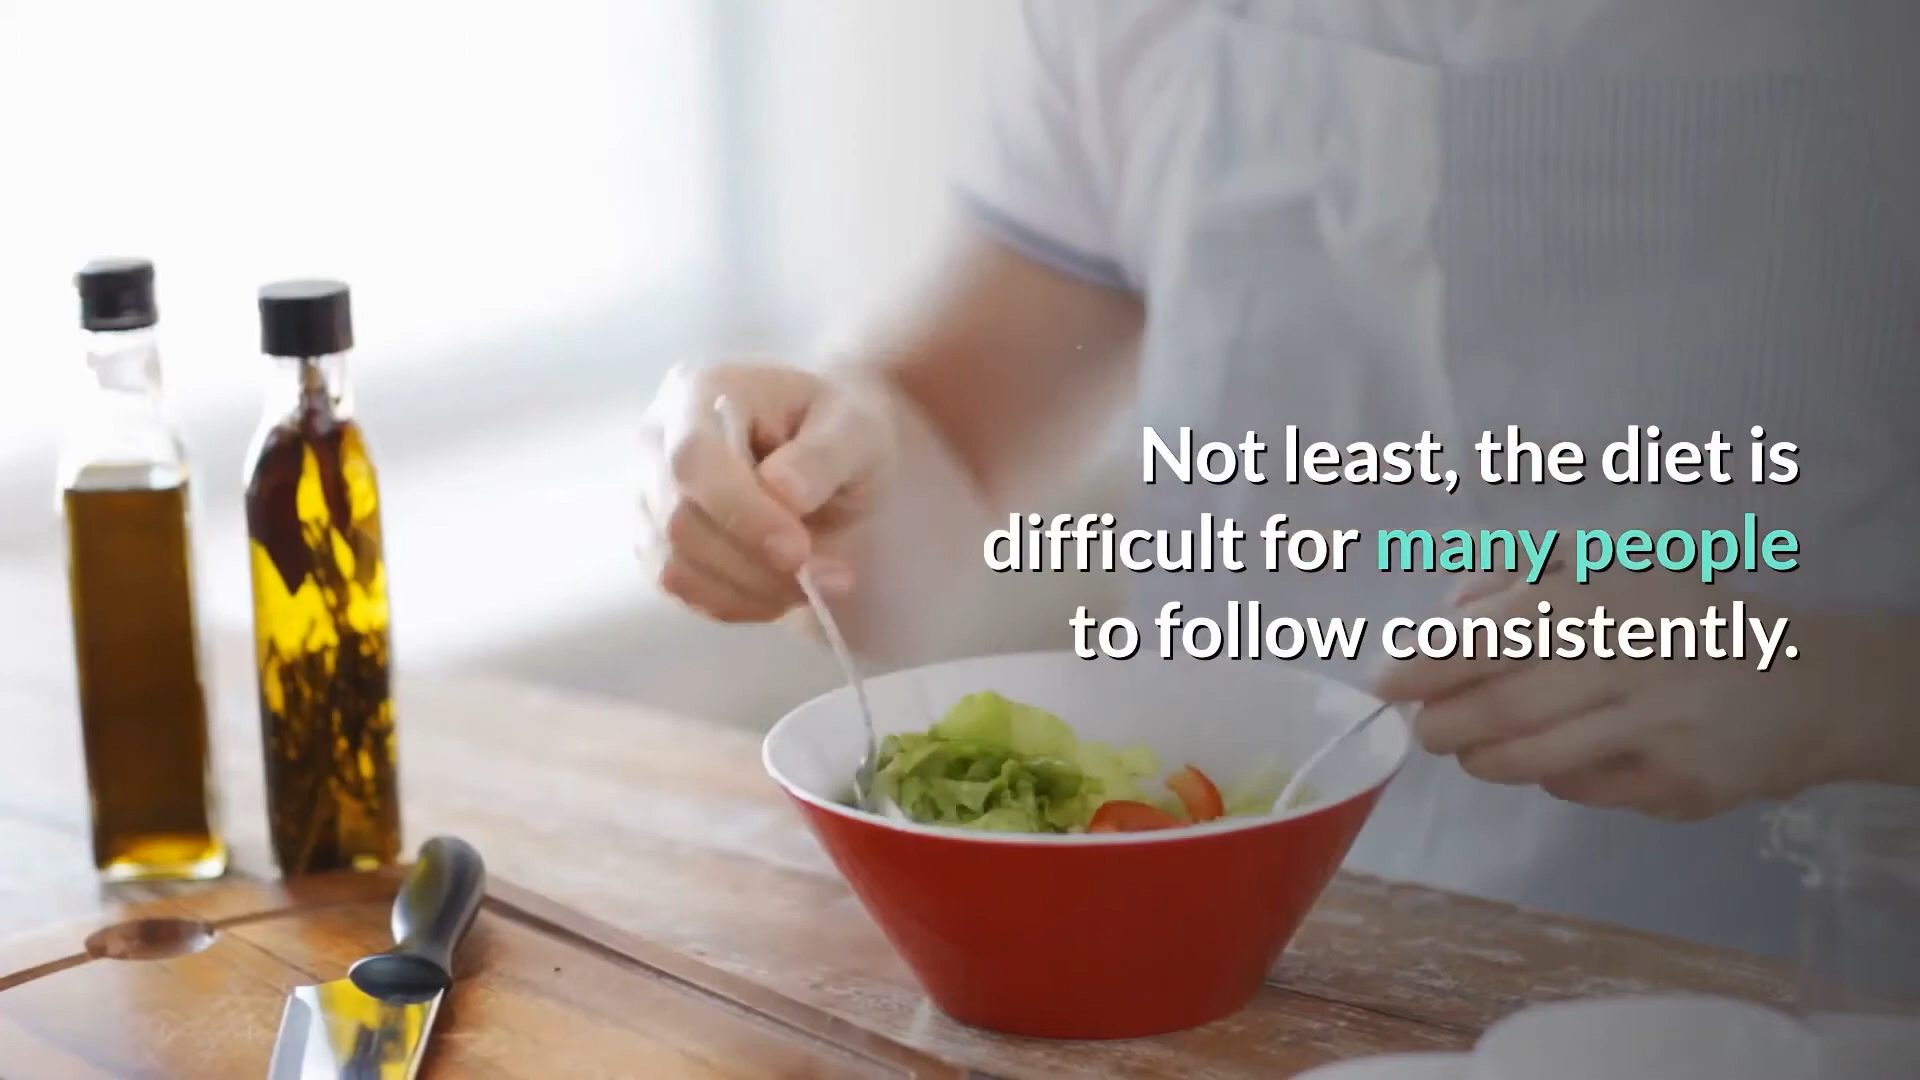 Not least, the diet is
difficult for many people
to follow consistently.